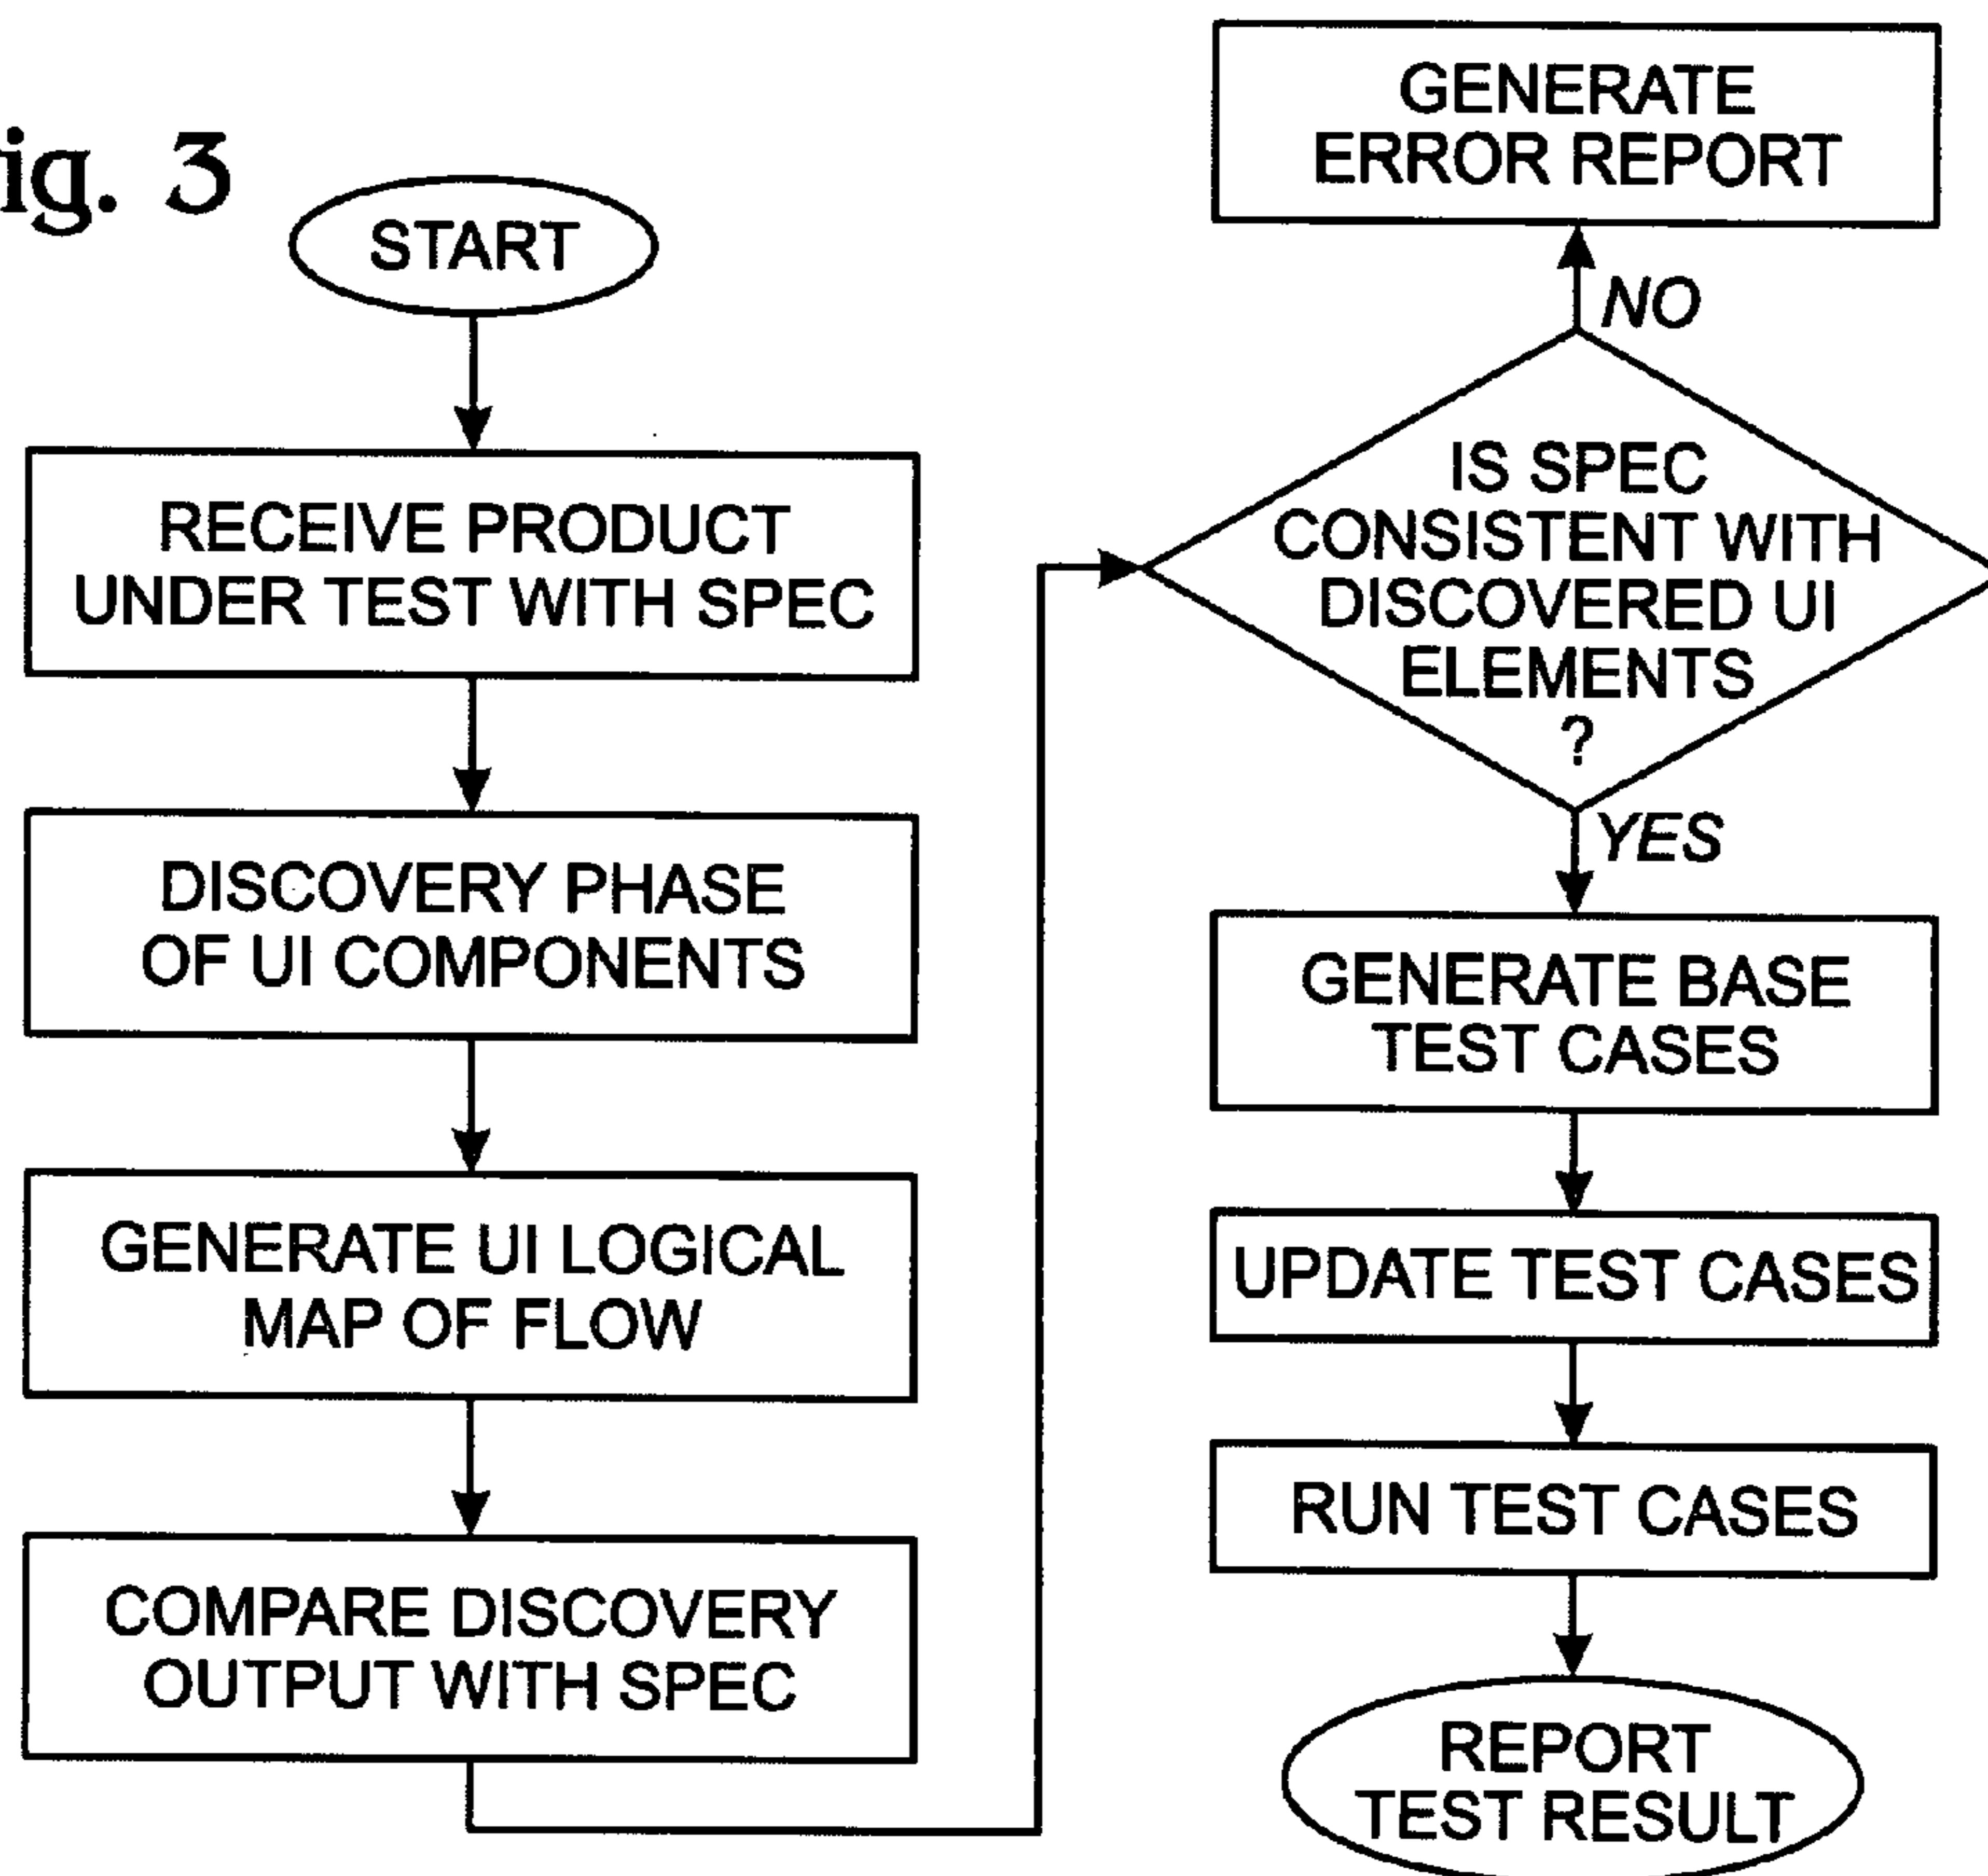 ig. 3
START
RECEIVE PRODUCT
UNDER TEST WITH SPEC
DISCOVERY PHASE
OF UI COMPONENTS
GENERATE UI LOGICAL
MAP OF FLOW
COMPARE DISCOVERY
OUTPUT WITH SPEC
GENERATE
ERROR REPORT
NO
IS SPEC
CONSISTENT WITH
DISCOVERED UI
ELEMENTS
?
YES
GENERATE BASE
TEST CASES
UPDATE TEST CASES
RUN TEST CASES
REPORT
TEST RESULT